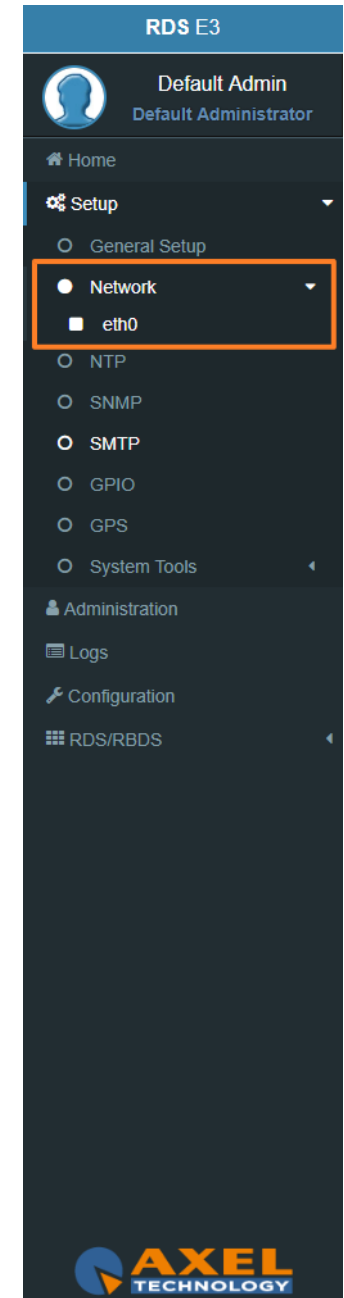 RDS E3
Default Admin
Default Administrator
Home
Setup
General Setup
Network
eth0
NTP
SNMP
SMTP
GPIO
GPS
System Tools
Administration
Logs
Configuration
RDS/RBDS
AXEL
TECHNOLOGY